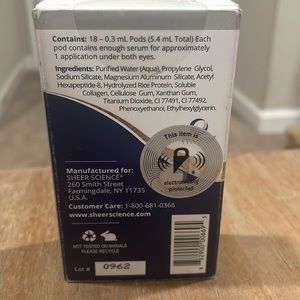 Contains: 18 – 0.3 mL Pods (5.4 mL Total) Each
pod contains enough serum for approximately
1 application under both eyes.
Ingredients: Purified Water (Aqua), Propylene Glycol,
Sodium Silicate, Magnesium Aluminum Silicate, Acetyl
Hexapeptide-8, Hydrolyzed Rice Protein, Soluble
Collagen, Cellulose Gum, Xanthan Gum,
Titanium Dioxide, CI 77491, CI 77492,
Phenoxyethanol, Ethylhexylglycerin.
This item is
electronically
protected
Manufactured for:
SHEER SCIENCE®
260 Smith Street
Farmingdale, NY 11735
U.S.A.
Customer Care: 1-800-681-0366
www.sheerscience.com
NOT TESTED ON ANIMALS
PLEASE RECYCLE
Lot # 0962